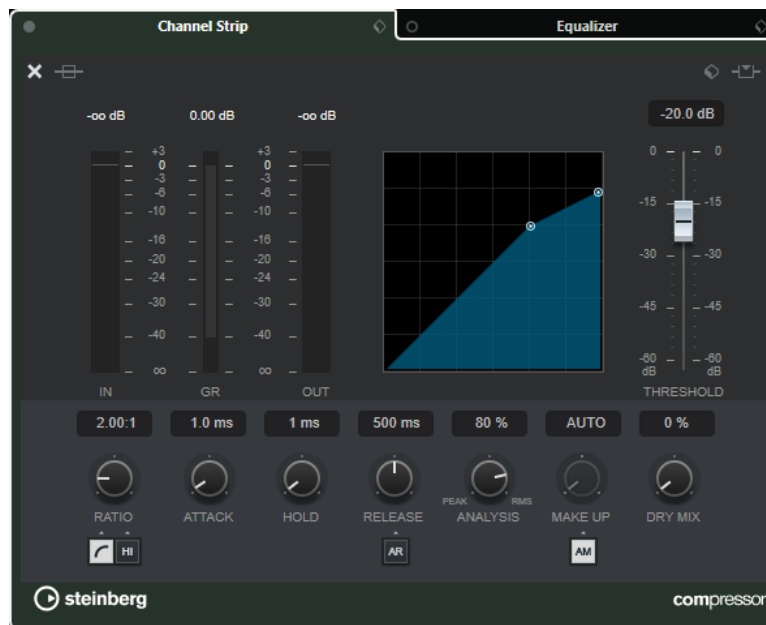 Channel Strip
Equalizer
-oo dB 0.00 dB -oo dB -20.0 dB
+3 +3 0 0
0 0
-3 -3
-6 -6
-10 -10 -15 -15
-16 -16
-20 -20
-24 -24 -30 -30
-30 -30
-45 -45
-40 -40
-60 -60
∞ ∞ dB dB
IN GR OUT THRESHOLD
2.00:1 1.0 ms 1 ms 500 ms 80 % AUTO 0 %
PEAK RMS
RATIO ATTACK HOLD RELEASE ANALYSIS MAKE UP DRY MIX
HI AR AM
steinberg compressor